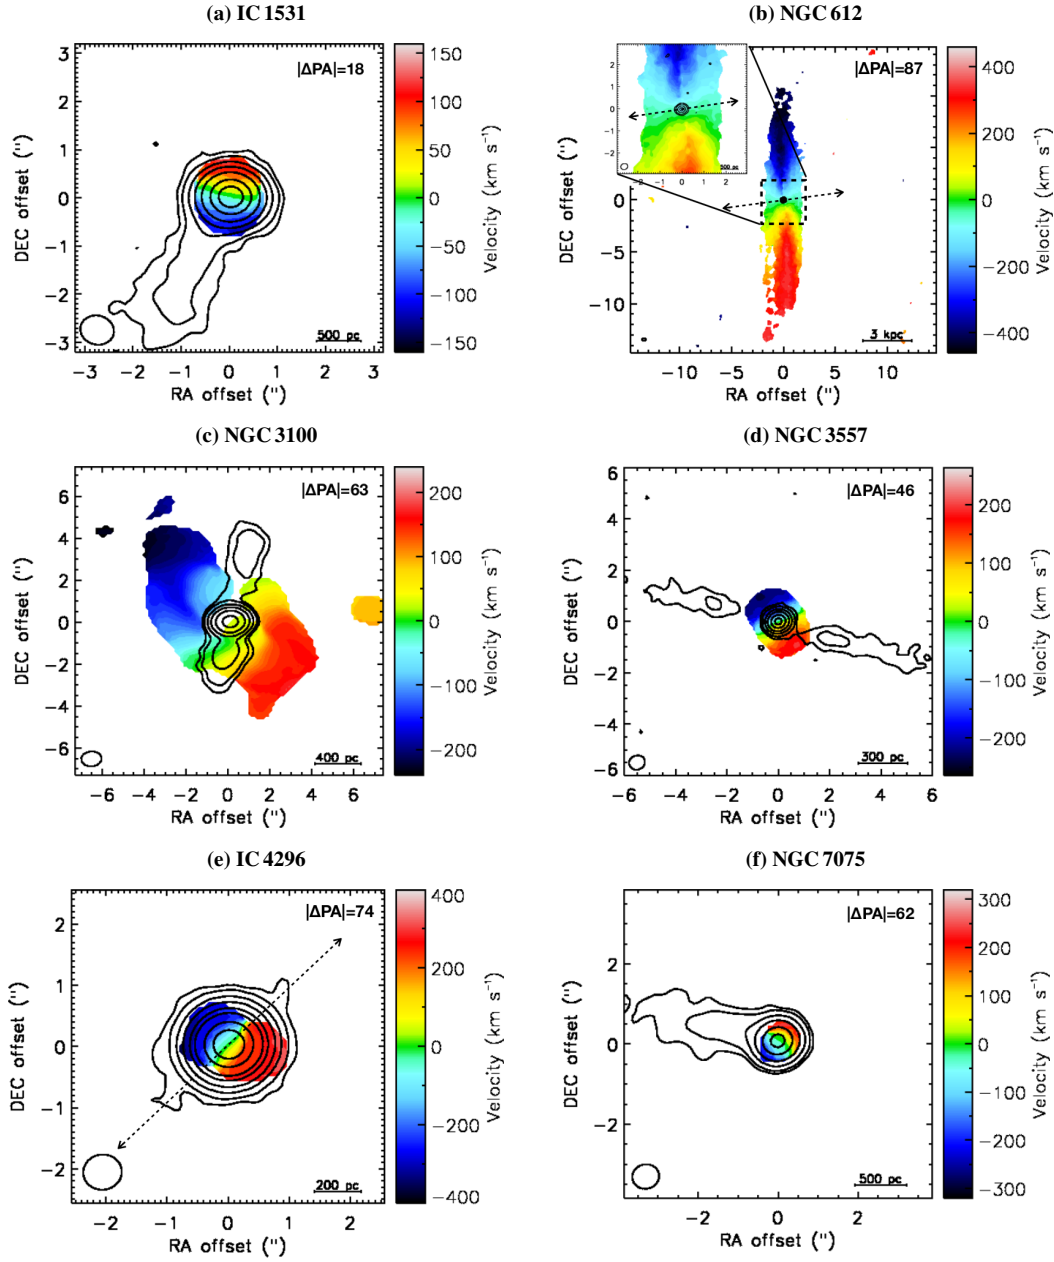 (a) IC 1531
|ΔPA|=18
3
2
1
0
−1
−2
−3
DEC offset (")
−3 −2 −1 0 1 2 3
RA offset (")
500 pc
150
100
50
0
−50
−100
−150
Velocity (km s⁻¹)
(b) NGC 612
|ΔPA|=87
2
1
0
−1
−2
−2 0 2
500 pc
10
5
0
−5
−10
DEC offset (")
−10 −5 0 5 10
RA offset (")
3 kpc
400
200
0
−200
−400
Velocity (km s⁻¹)
(c) NGC 3100
|ΔPA|=63
6
4
2
0
−2
−4
−6
DEC offset (")
−6 −4 −2 0 2 4 6
RA offset (")
400 pc
200
100
0
−100
−200
Velocity (km s⁻¹)
(d) NGC 3557
|ΔPA|=46
6
4
2
0
−2
−4
−6
DEC offset (")
−6 −4 −2 0 2 4 6
RA offset (")
300 pc
200
100
0
−100
−200
Velocity (km s⁻¹)
(e) IC 4296
|ΔPA|=74
2
1
0
−1
−2
DEC offset (")
−2 −1 0 1 2
RA offset (")
200 pc
400
200
0
−200
−400
Velocity (km s⁻¹)
(f) NGC 7075
|ΔPA|=62
2
0
−2
DEC offset (")
−2 0 2
RA offset (")
500 pc
300
200
100
0
−100
−200
−300
Velocity (km s⁻¹)